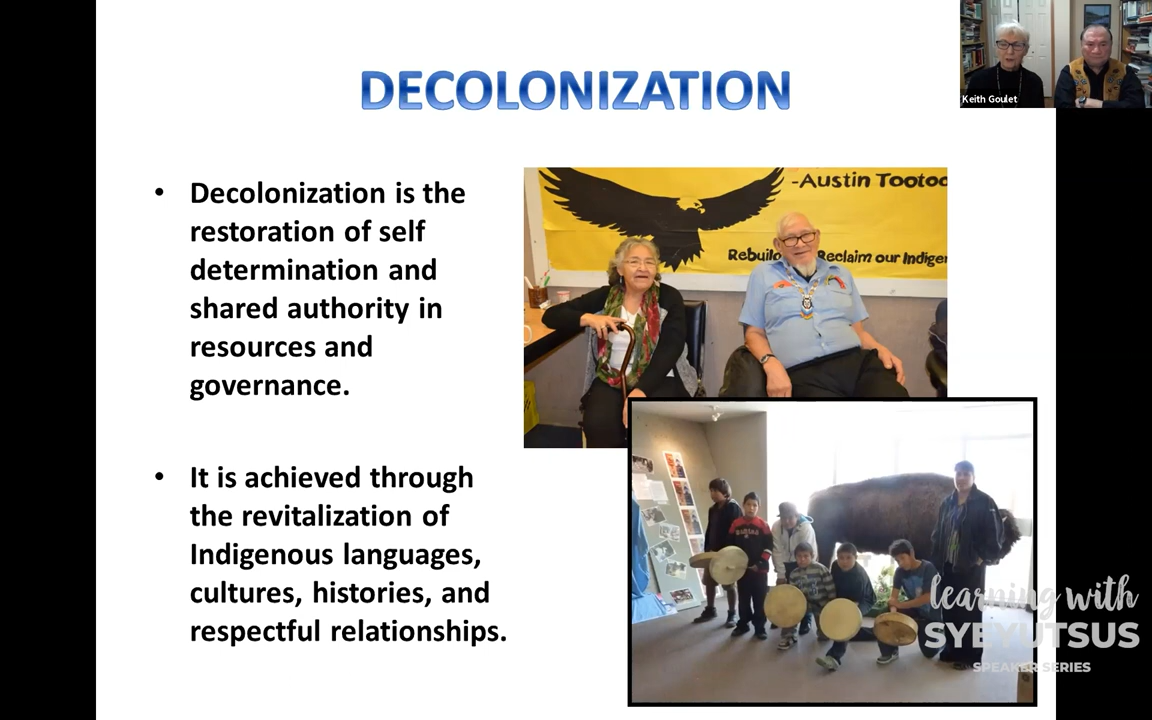 Keith Goulet
DECOLONIZATION
• Decolonization is the
restoration of self
determination and
shared authority in
resources and
governance.
• It is achieved through
the revitalization of
Indigenous languages,
cultures, histories, and
respectful relationships.
-Austin Tootoo
Reclaim our Indigen
learning with
SYEYUTSUS
SPEAKER SERIES